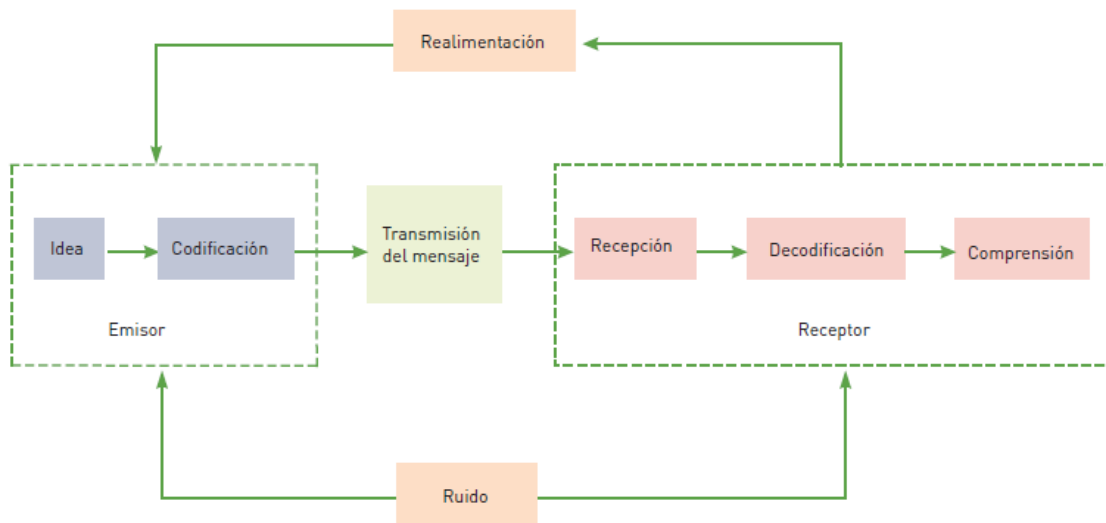 Realimentación
Idea
Codificación
Emisor
Transmisión
del mensaje
Recepción
Decodificación
Comprensión
Receptor
Ruido